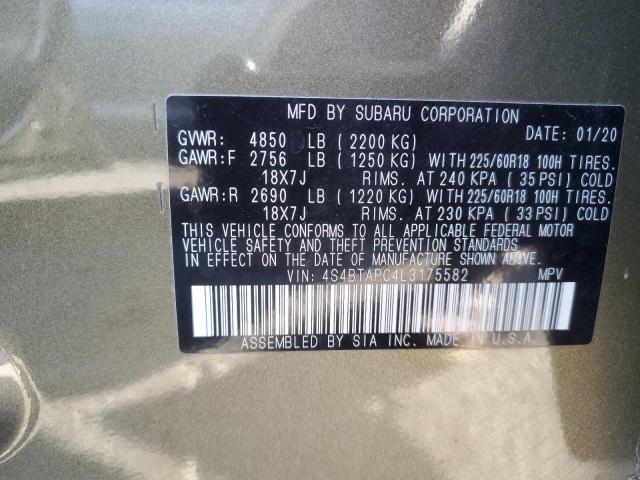 MFD BY SUBARU CORPORATION
GVWR: 4850 LB ( 2200 KG) DATE: 01/20
GAWR:F 2756 LB ( 1250 KG) WITH 225/60R18 100H TIRES.
18X7J RIMS. AT 240 KPA ( 35 PSI) COLD
GAWR:R 2690 LB ( 1220 KG) WITH 225/60R18 100H TIRES.
18X7J RIMS. AT 230 KPA ( 33 PSI) COLD
THIS VEHICLE CONFORMS TO ALL APPLICABLE FEDERAL MOTOR
VEHICLE SAFETY AND THEFT PREVENTION STANDARDS
IN EFFECT ON THE DATE OF MANUFACTURE SHOWN ABOVE.
VIN: 4S4BTAPC4L3175582 MPV
ASSEMBLED BY SIA INC. MADE IN U.S.A.